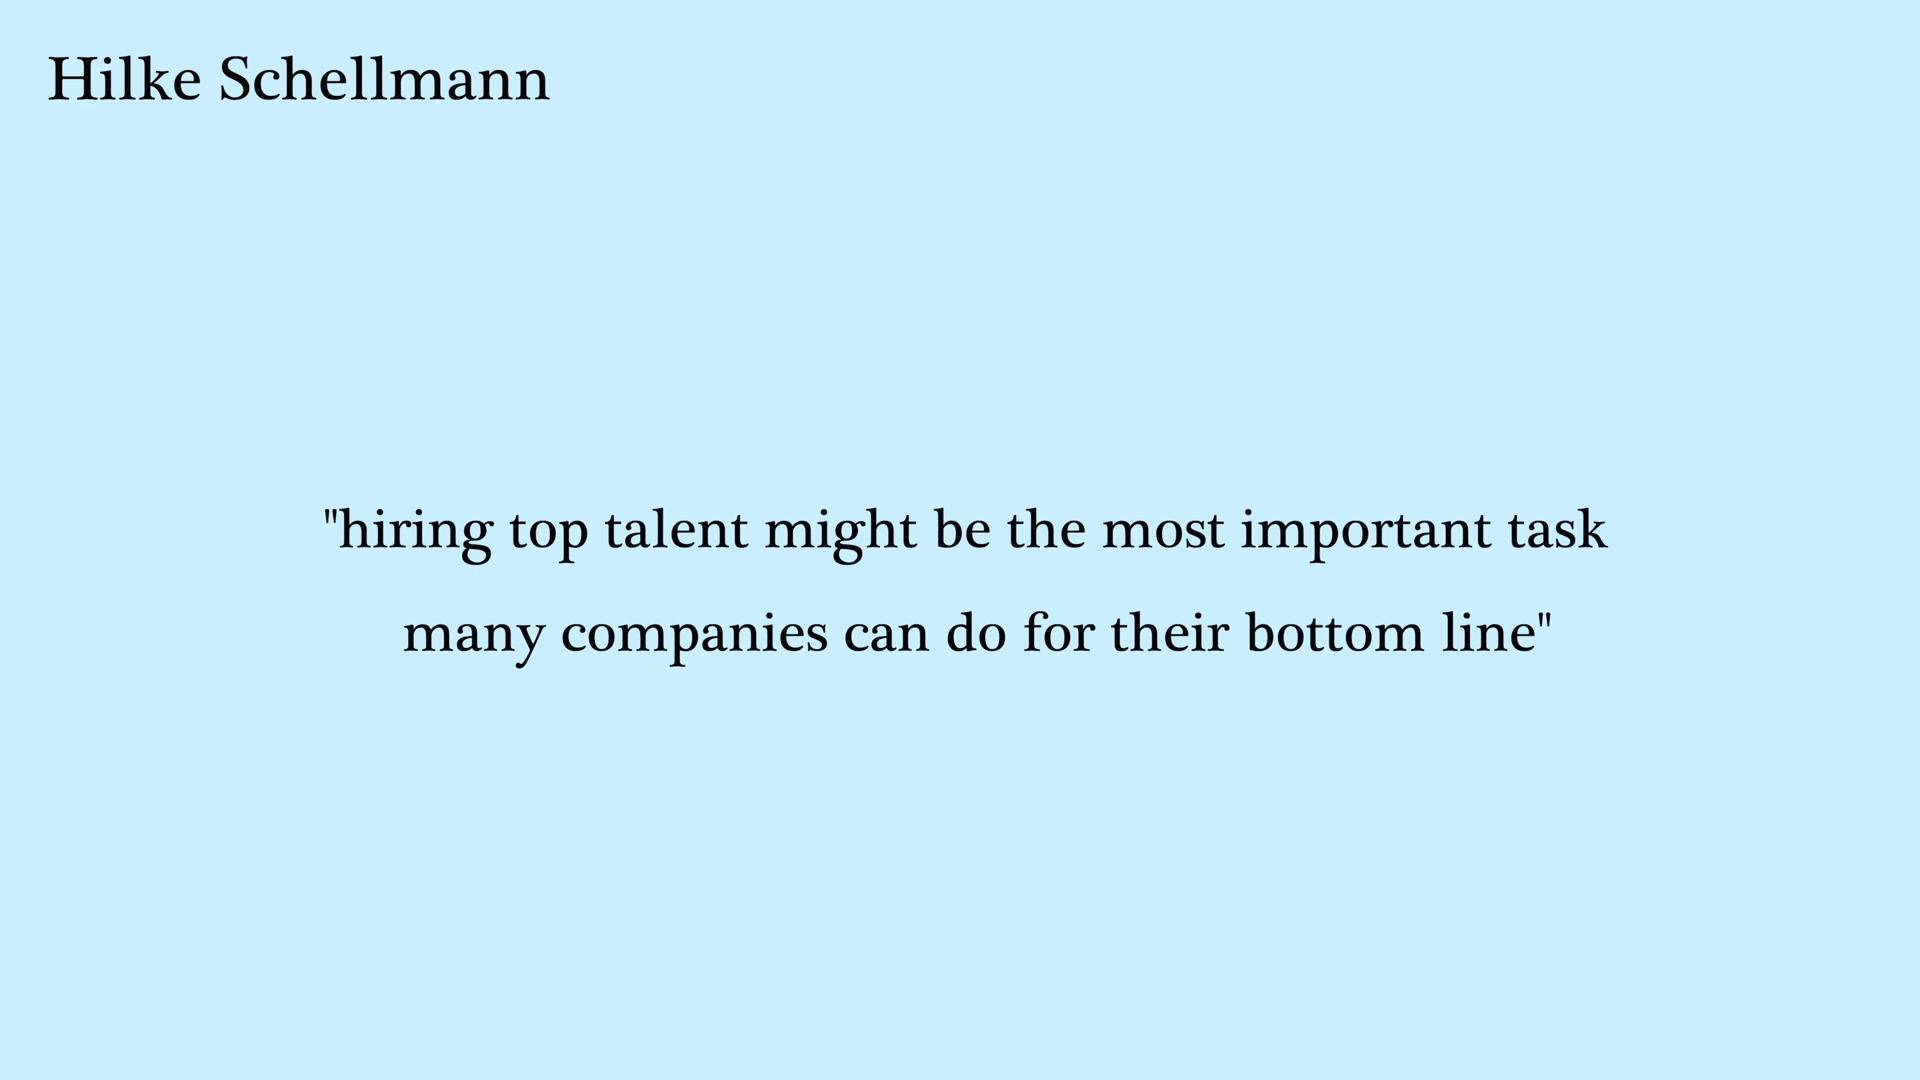 Hilke Schellmann
"hiring top talent might be the most important task
many companies can do for their bottom line"